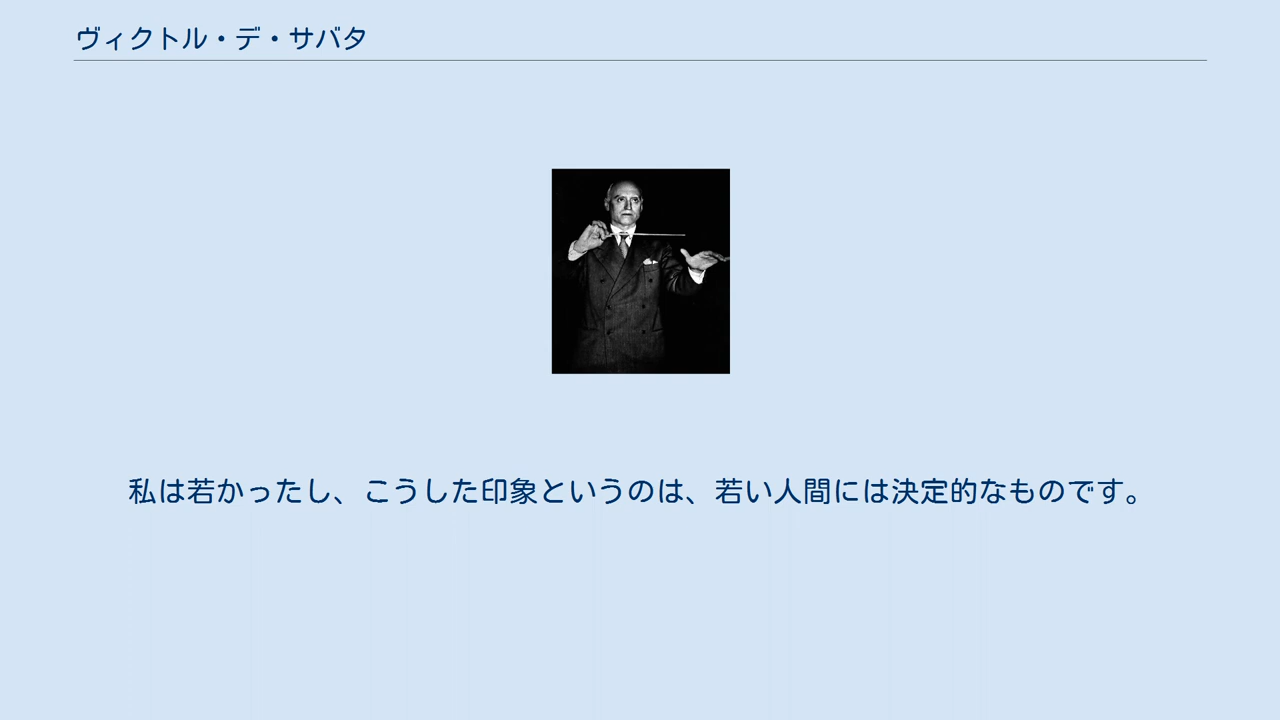 ヴィクトル・デ・サバタ
私は若かったし、こうした印象というのは、若い人間には決定的なものです。